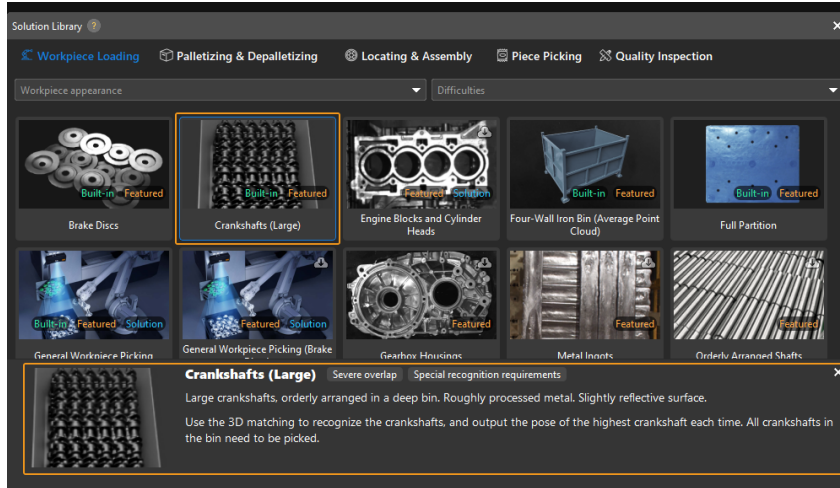 Solution Library ?
Workpiece Loading Palletizing & Depalletizing Locating & Assembly Piece Picking Quality Inspection
Workpiece appearance Difficulties
Built-in Featured
Brake Discs
Built-in Featured
Crankshafts (Large)
Featured Solution
Engine Blocks and Cylinder
Heads
Built-in Featured
Four-Wall Iron Bin (Average Point
Cloud)
Built-in Featured
Full Partition
Built-in Featured Solution
General Workpiece Picking
Featured Solution
General Workpiece Picking (Brake
Featured
Gearbox Housings
Featured
Metal Ingots
Featured
Orderly Arranged Shafts
Crankshafts (Large) Severe overlap Special recognition requirements
Large crankshafts, orderly arranged in a deep bin. Roughly processed metal. Slightly reflective surface.
Use the 3D matching to recognize the crankshafts, and output the pose of the highest crankshaft each time. All crankshafts in
the bin need to be picked.